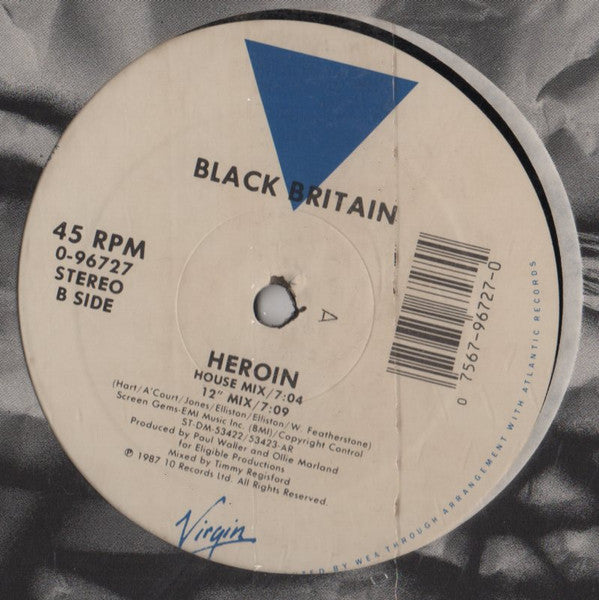 BLACK BRITAIN
45 RPM
0-96727
STEREO
B SIDE
A
0 7567-96727-0
HEROIN
HOUSE MIX/7:04
12" MIX/7:09
(Hart/A'Court/Jones/Elliston/Elliston/W. Featherstone)
Screen Gems-EMI Music Inc. (BMI)/Copyright Control
ST-DM-53422/53423-AR
Produced by Paul Waller and Ollie Marland
for Eligible Productions
Mixed by Timmy Regisford
℗ 1987 10 Records Ltd. All Rights Reserved.
Virgin
BY WEA THROUGH ARRANGEMENT WITH ATLANTIC RECORDS